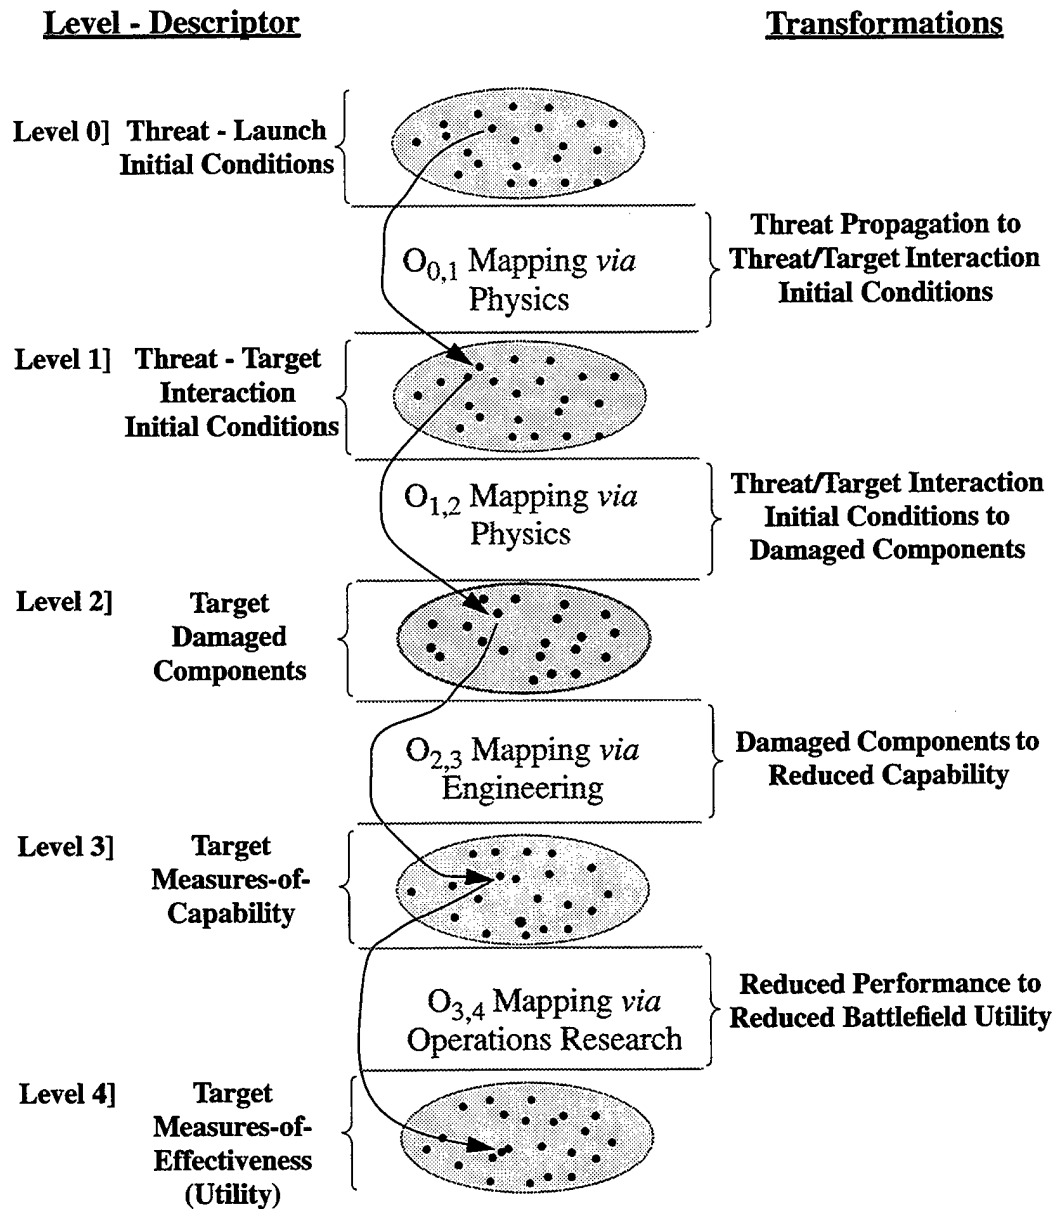 Level - Descriptor
Transformations
Level 0] Threat - Launch
Initial Conditions
O0,1 Mapping via
Physics
Threat Propagation to
Threat/Target Interaction
Initial Conditions
Level 1] Threat - Target
Interaction
Initial Conditions
O1,2 Mapping via
Physics
Threat/Target Interaction
Initial Conditions to
Damaged Components
Level 2] Target
Damaged
Components
O2,3 Mapping via
Engineering
Damaged Components to
Reduced Capability
Level 3] Target
Measures-of-
Capability
O3,4 Mapping via
Operations Research
Reduced Performance to
Reduced Battlefield Utility
Level 4] Target
Measures-of-
Effectiveness
(Utility)